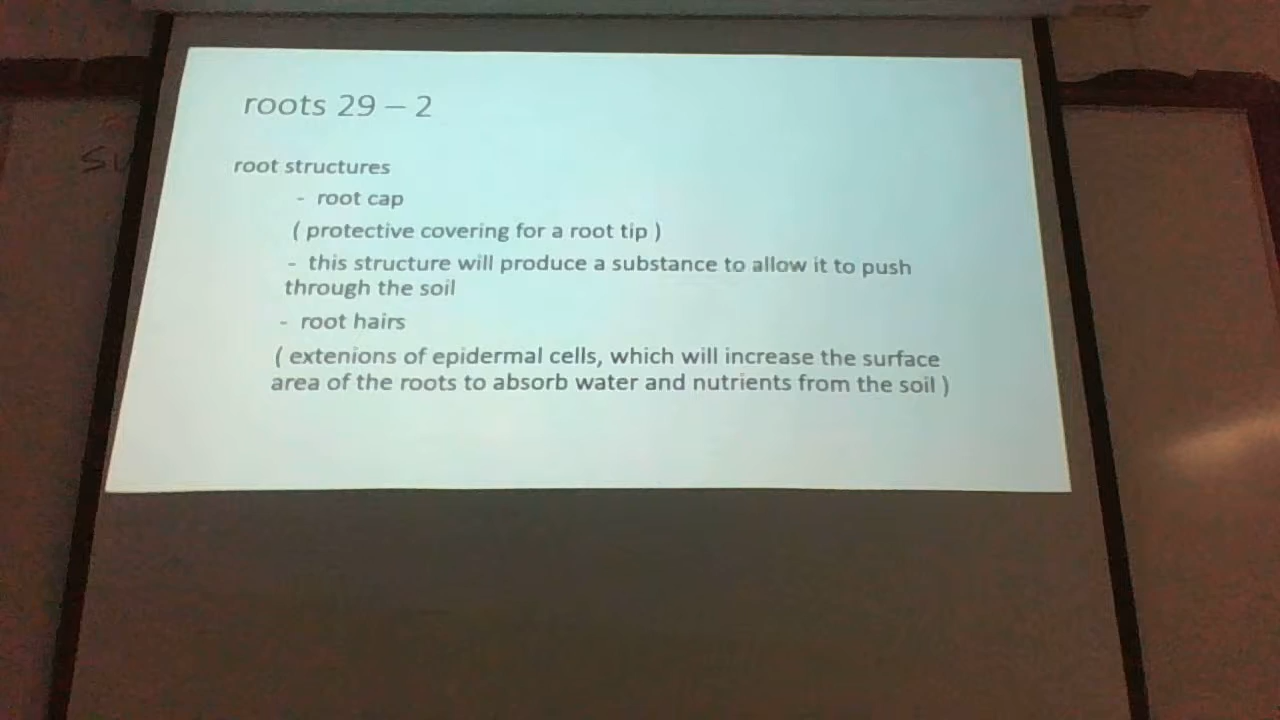 roots 29 – 2
root structures
- root cap
( protective covering for a root tip )
- this structure will produce a substance to allow it to push
through the soil
- root hairs
( extenions of epidermal cells, which will increase the surface
area of the roots to absorb water and nutrients from the soil )